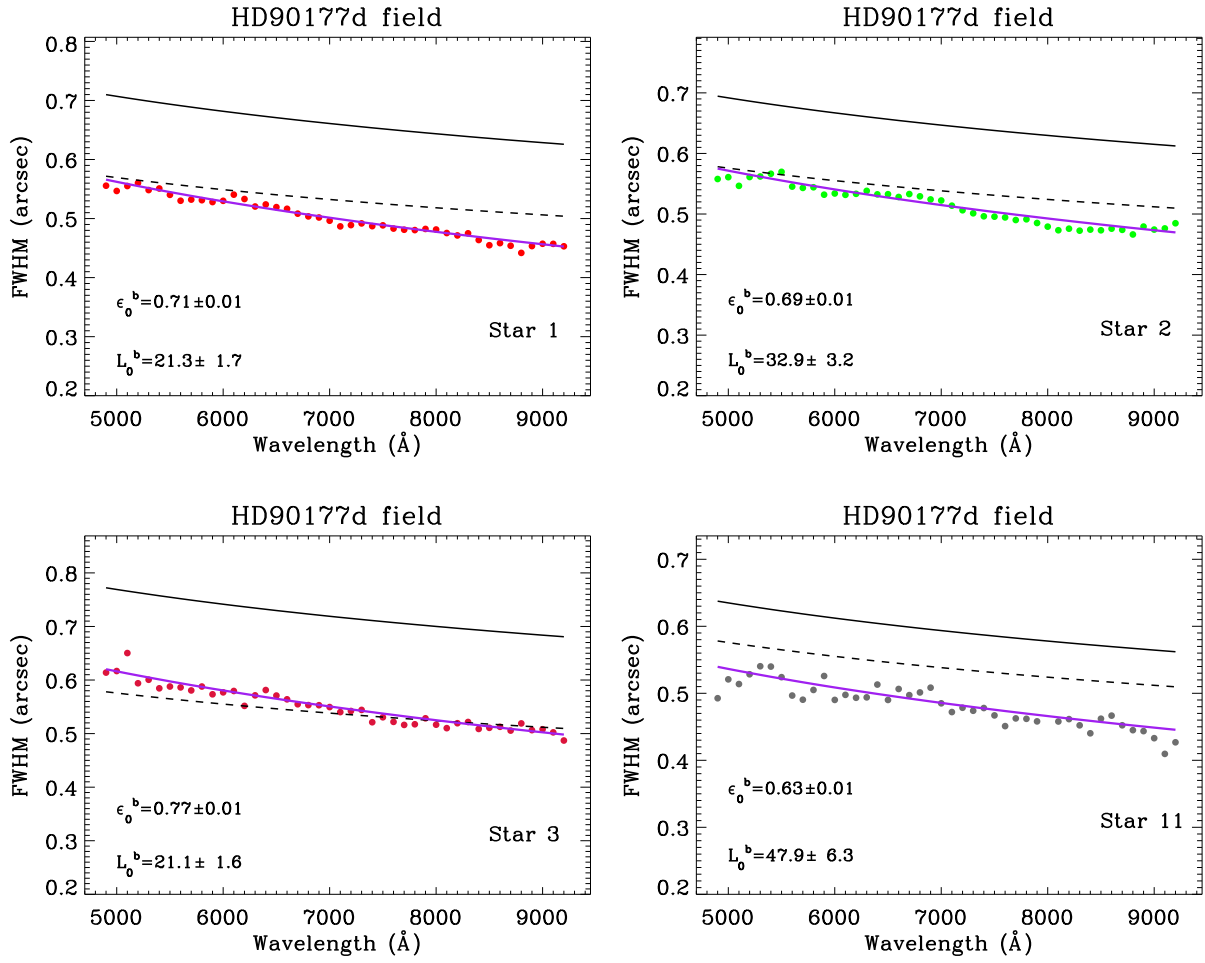 HD90177d field
0.8
0.7
0.6
0.5
0.4
0.3
0.2
FWHM (arcsec)
ϵ₀ᵇ=0.71±0.01
Star 1
L₀ᵇ=21.3± 1.7
5000 6000 7000 8000 9000
Wavelength (Å)
HD90177d field
0.7
0.6
0.5
0.4
0.3
0.2
FWHM (arcsec)
ϵ₀ᵇ=0.69±0.01
Star 2
L₀ᵇ=32.9± 3.2
5000 6000 7000 8000 9000
Wavelength (Å)
HD90177d field
0.8
0.7
0.6
0.5
0.4
0.3
0.2
FWHM (arcsec)
ϵ₀ᵇ=0.77±0.01
Star 3
L₀ᵇ=21.1± 1.6
5000 6000 7000 8000 9000
Wavelength (Å)
HD90177d field
0.7
0.6
0.5
0.4
0.3
0.2
FWHM (arcsec)
ϵ₀ᵇ=0.63±0.01
Star 11
L₀ᵇ=47.9± 6.3
5000 6000 7000 8000 9000
Wavelength (Å)